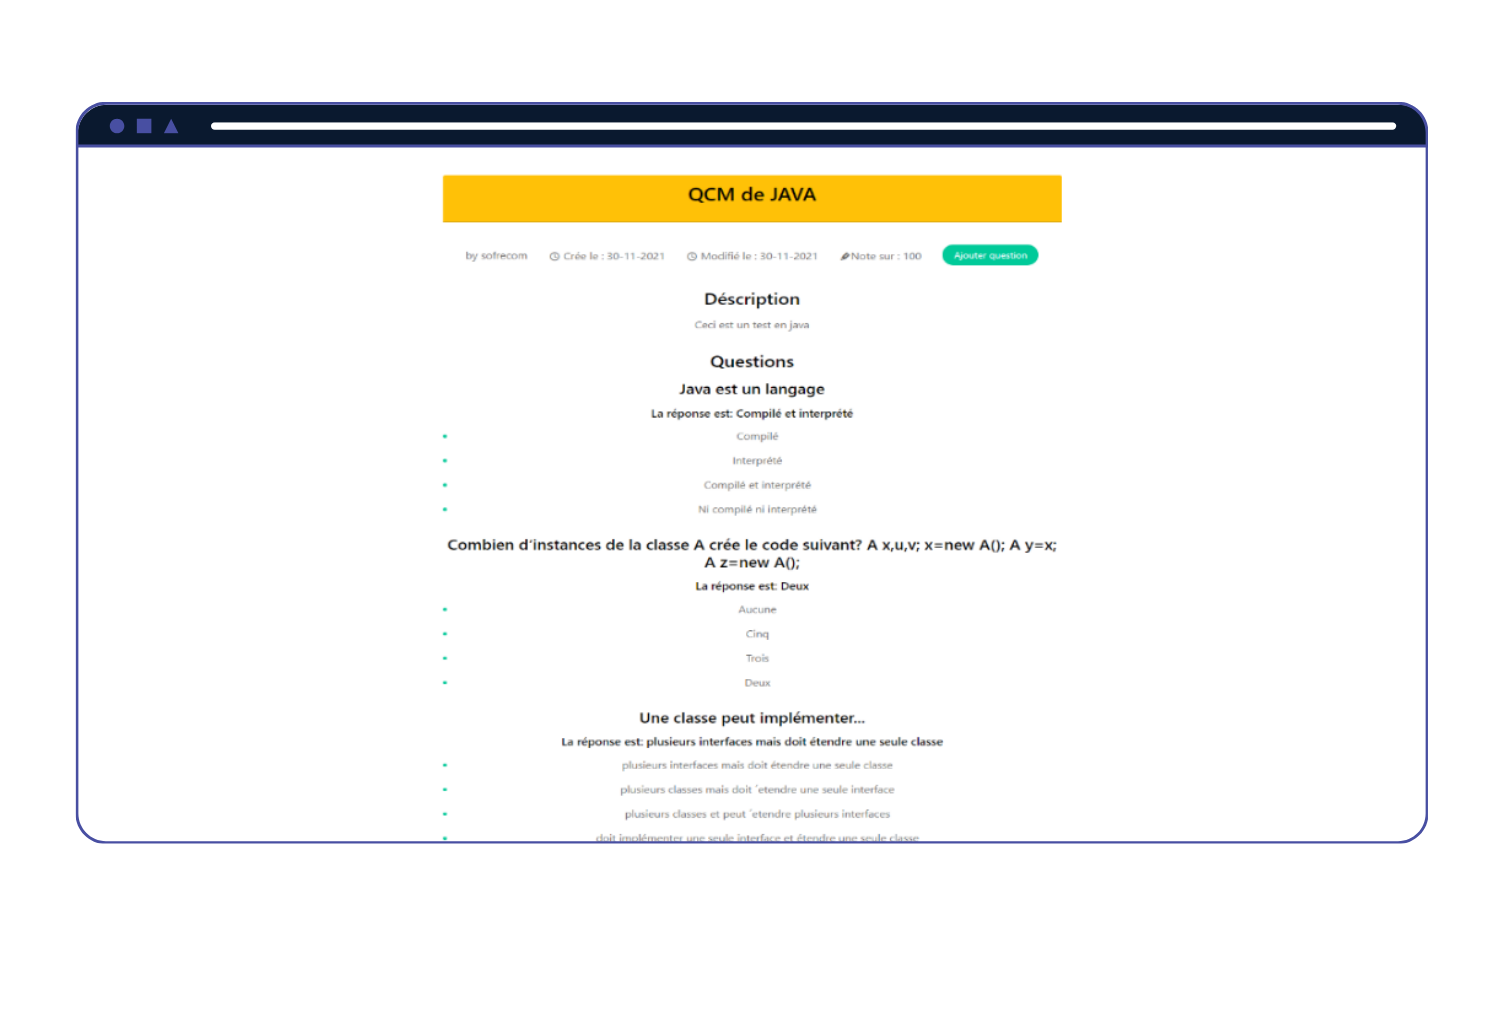 QCM de JAVA
by sofrecom Crée le : 30-11-2021 Modifié le : 30-11-2021 Note sur : 100 Ajouter question
Déscription
Ceci est un test en java
Questions
Java est un langage
La réponse est: Compilé et interprété
Compilé
Interprété
Compilé et interprété
Ni compilé ni interprété
Combien d'instances de la classe A crée le code suivant? A x,u,v; x=new A(); A y=x;
A z=new A();
La réponse est: Deux
Aucune
Cinq
Trois
Deux
Une classe peut implémenter...
La réponse est: plusieurs interfaces mais doit étendre une seule classe
plusieurs interfaces mais doit étendre une seule classe
plusieurs classes mais doit ´etendre une seule interface
plusieurs classes et peut ´etendre plusieurs interfaces
doit implémenter une seule interface et étendre une seule classe